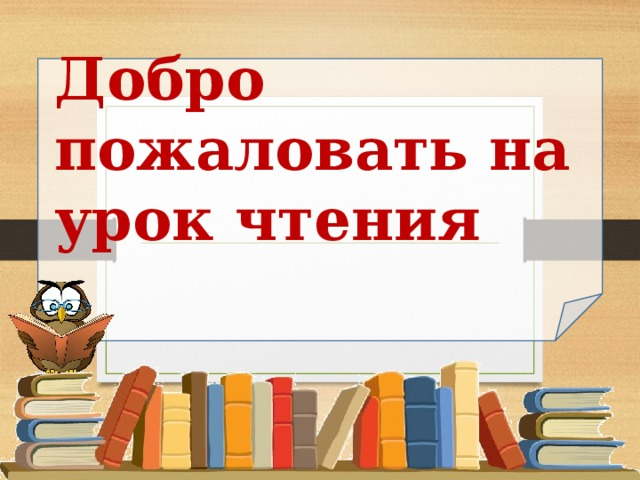 Добро
пожаловать на
урок чтения